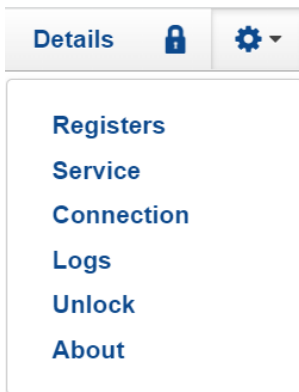 Details
Registers
Service
Connection
Logs
Unlock
About